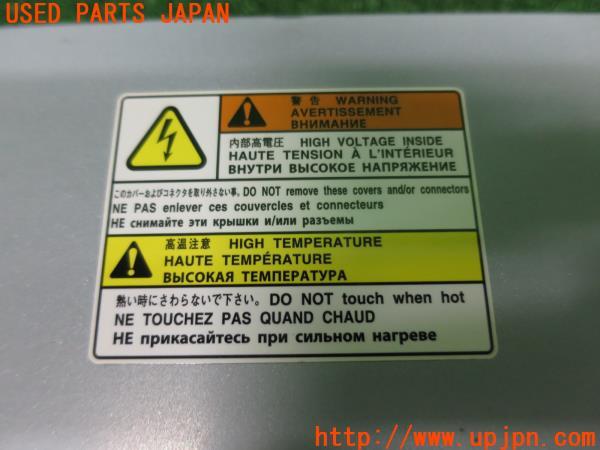 USED PARTS JAPAN
警告 WARNING
AVERTISSEMENT
ВНИМАНИЕ
内部高電圧 HIGH VOLTAGE INSIDE
HAUTE TENSION À L'INTÉRIEUR
ВНУТРИ ВЫСОКОЕ НАПРЯЖЕНИЕ
このカバーおよびコネクタを取り外さない事。DO NOT remove these covers and/or connectors
NE PAS enlever ces couvercles et connecteurs
НЕ снимайте эти крышки и/или разъемы
高温注意 HIGH TEMPERATURE
HAUTE TEMPÉRATURE
ВЫСОКАЯ ТЕМПЕРАТУРА
熱い時にさわらないで下さい。DO NOT touch when hot
NE TOUCHEZ PAS QUAND CHAUD
НЕ прикасайтесь при сильном нагреве
http://www.upjpn.com/